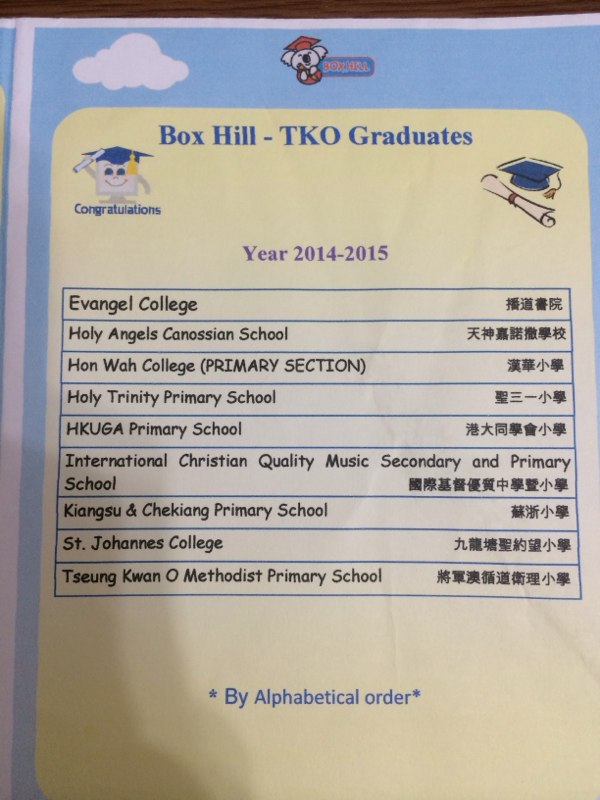 BOX HILL
Box Hill - TKO Graduates
Congratulations
Year 2014-2015
Evangel College 播道書院
Holy Angels Canossian School 天神嘉諾撒學校
Hon Wah College (PRIMARY SECTION) 漢華小學
Holy Trinity Primary School 聖三一小學
HKUGA Primary School 港大同學會小學
International Christian Quality Music Secondary and Primary
School 國際基督優質中學暨小學
Kiangsu & Chekiang Primary School 蘇浙小學
St. Johannes College 九龍塘聖約望小學
Tseung Kwan O Methodist Primary School 將軍澳循道衛理小學
* By Alphabetical order*